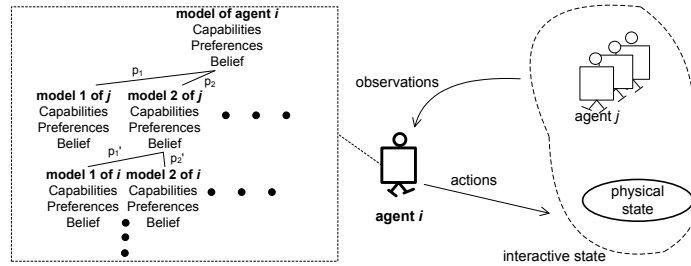 model of agent i
Capabilities
Preferences
Belief
p1
p2
model 1 of j
Capabilities
Preferences
Belief
model 2 of j
Capabilities
Preferences
Belief
p1'
p2'
model 1 of i
Capabilities
Preferences
Belief
model 2 of i
Capabilities
Preferences
Belief
observations
agent i
actions
agent j
physical
state
interactive state